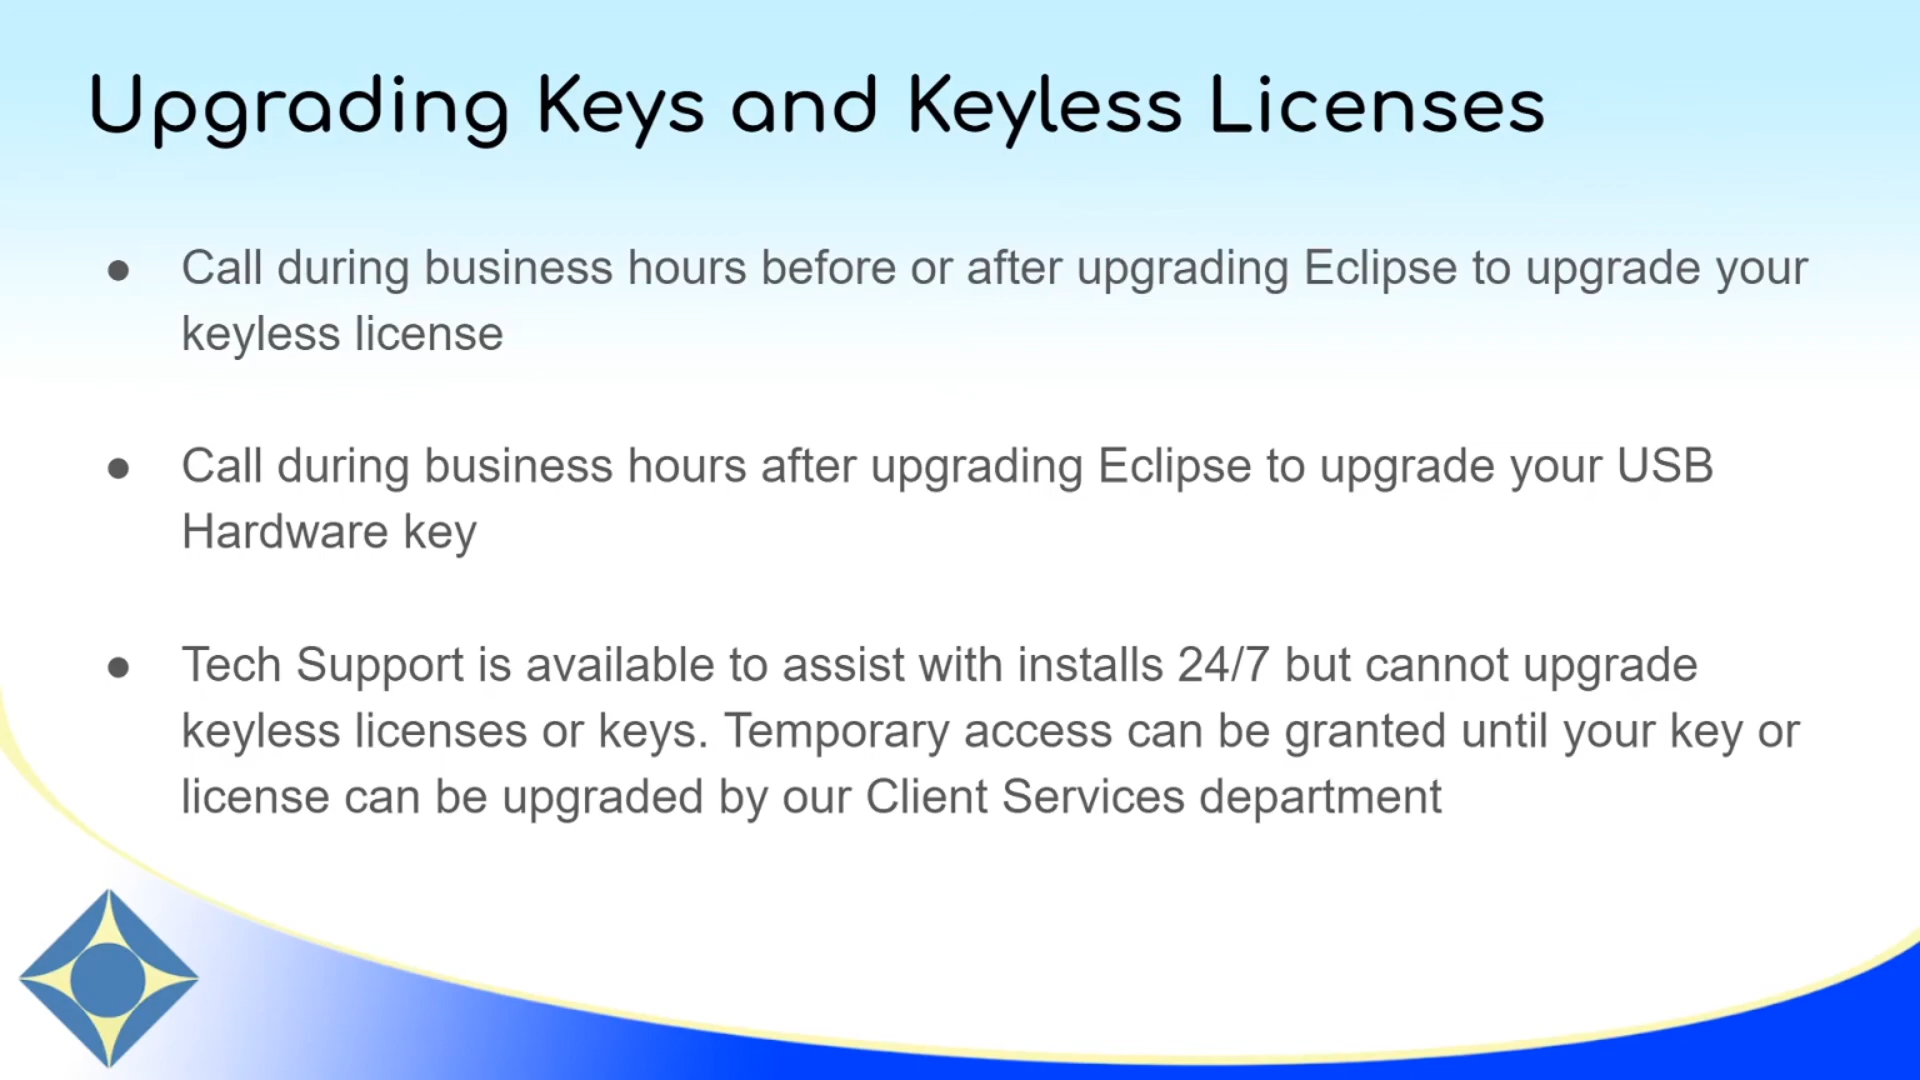 Upgrading Keys and Keyless Licenses
● Call during business hours before or after upgrading Eclipse to upgrade your
keyless license
● Call during business hours after upgrading Eclipse to upgrade your USB
Hardware key
● Tech Support is available to assist with installs 24/7 but cannot upgrade
keyless licenses or keys. Temporary access can be granted until your key or
license can be upgraded by our Client Services department